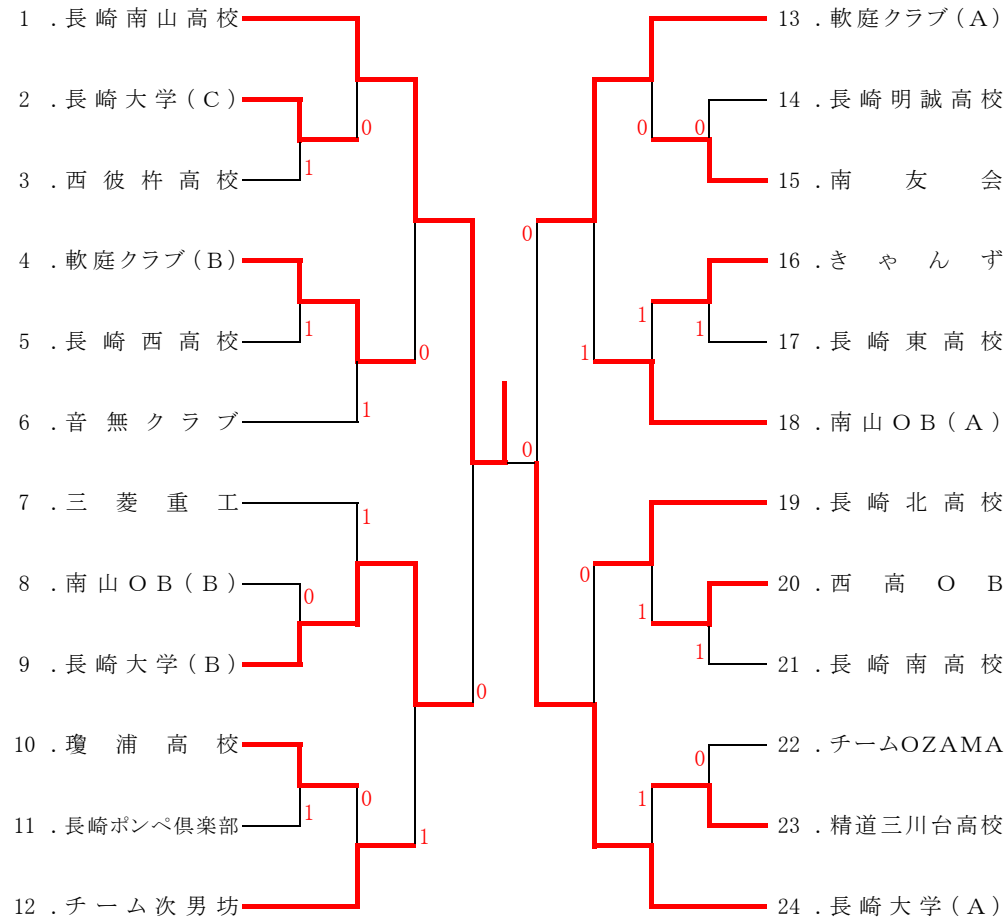 1 .長崎南山高校
2 .長崎大学(C)
0
1
3 .西彼杵高校
4 .軟庭クラブ(B)
1
5 .長崎西高校
0
1
6 .音無クラブ
7 .三菱重工
1
8 .南山OB(B)
0
9 .長崎大学(B)
0
10 .瓊浦高校
0
1
11 .長崎ポンペ倶楽部
1
12 .チーム次男坊
13 .軟庭クラブ(A)
14 .長崎明誠高校
0
0
15 .南友会
0
16 .きゃんず
1
1
17 .長崎東高校
1
18 .南山OB(A)
0
19 .長崎北高校
0
20 .西高OB
1
1
21 .長崎南高校
22 .チームOZAMA
0
1
23 .精道三川台高校
24 .長崎大学(A)